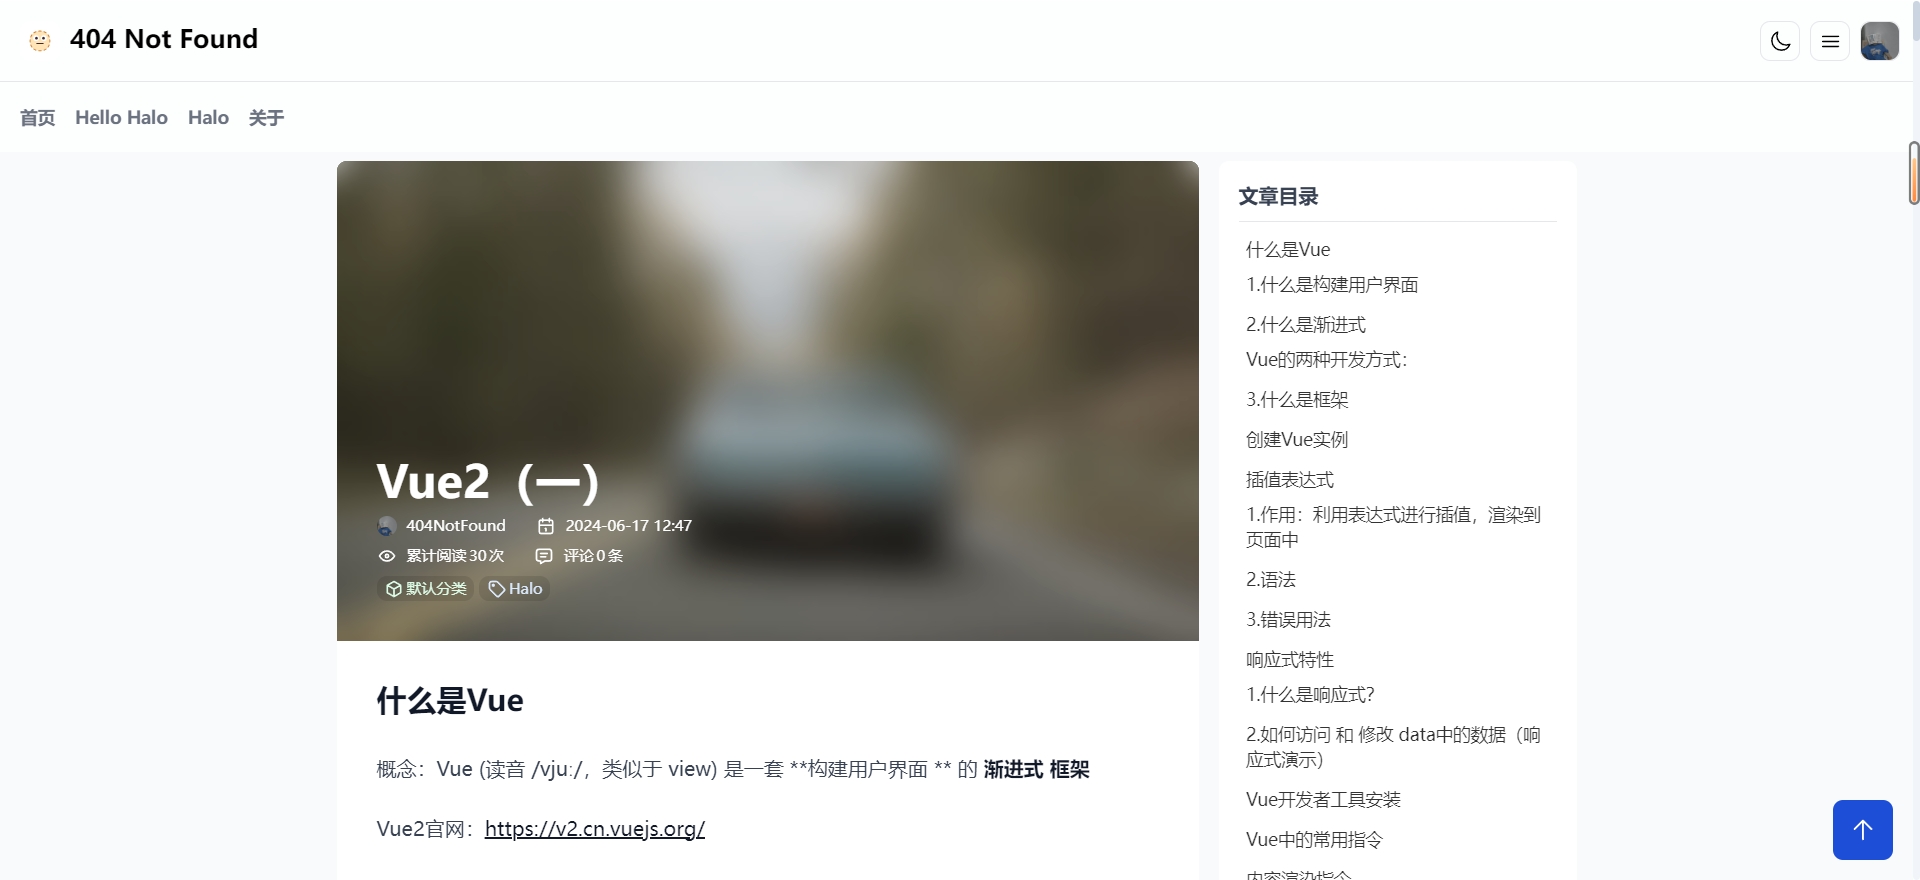 404 Not Found
首页 Hello Halo Halo 关于
Vue2（一）
404NotFound 2024-06-17 12:47
累计阅读 30 次 评论 0 条
默认分类 Halo
什么是Vue
概念：Vue (读音 /vjuː/，类似于 view) 是一套 **构建用户界面 ** 的 渐进式 框架
Vue2官网：https://v2.cn.vuejs.org/
文章目录
什么是Vue
1.什么是构建用户界面
2.什么是渐进式
Vue的两种开发方式：
3.什么是框架
创建Vue实例
插值表达式
1.作用：利用表达式进行插值，渲染到
页面中
2.语法
3.错误用法
响应式特性
1.什么是响应式？
2.如何访问 和 修改 data中的数据（响
应式演示）
Vue开发者工具安装
Vue中的常用指令
内容渲染指令